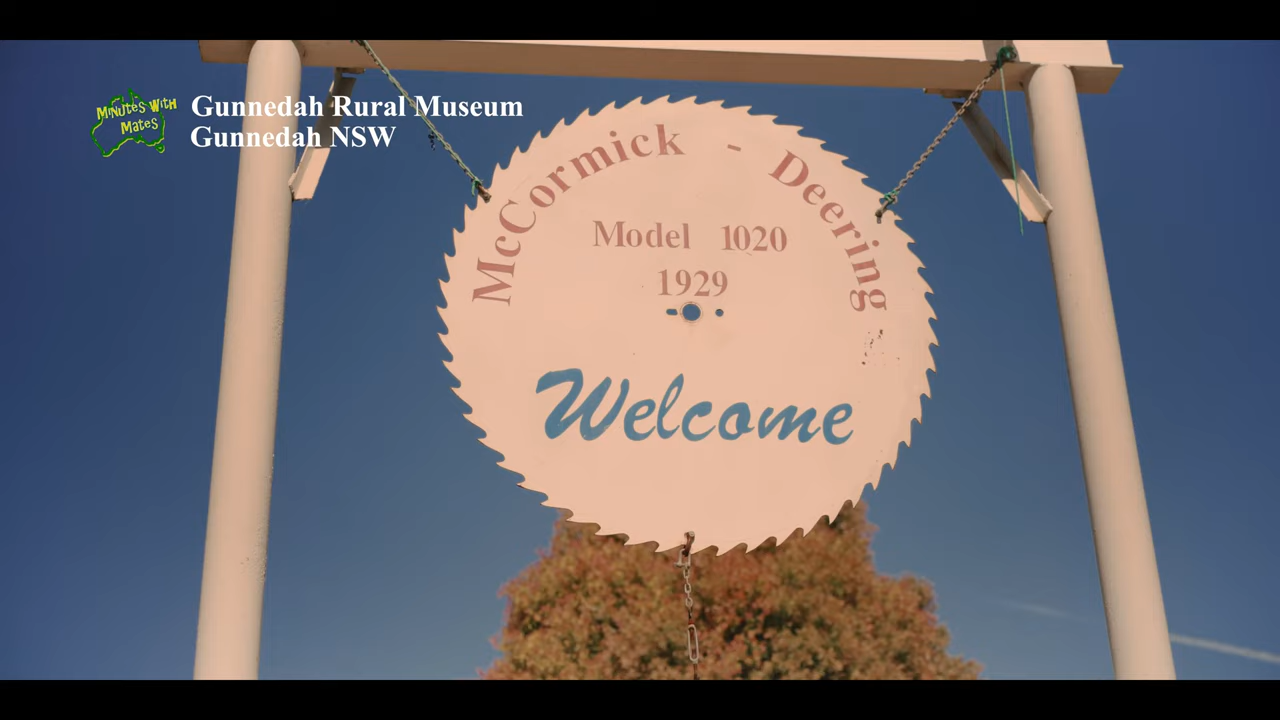 Minutes With
Mates
Gunnedah Rural Museum
Gunnedah NSW
McCormick - Deering
Model 1020
1929
Welcome